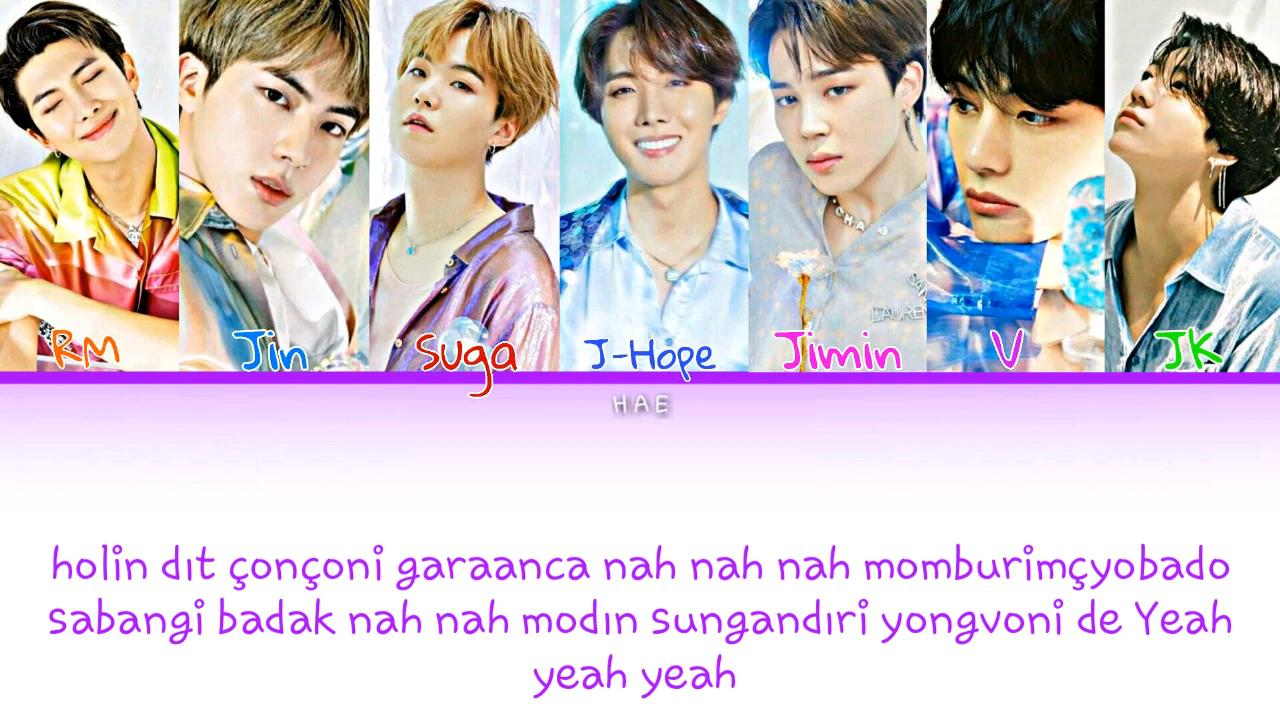 RM Jin Suga J-Hope Jimin V JK
HAE
holin dıt çonçoni garaanca nah nah nah momburimçyobado
sabangi badak nah nah modın sungandıri yongvoni de Yeah
yeah yeah